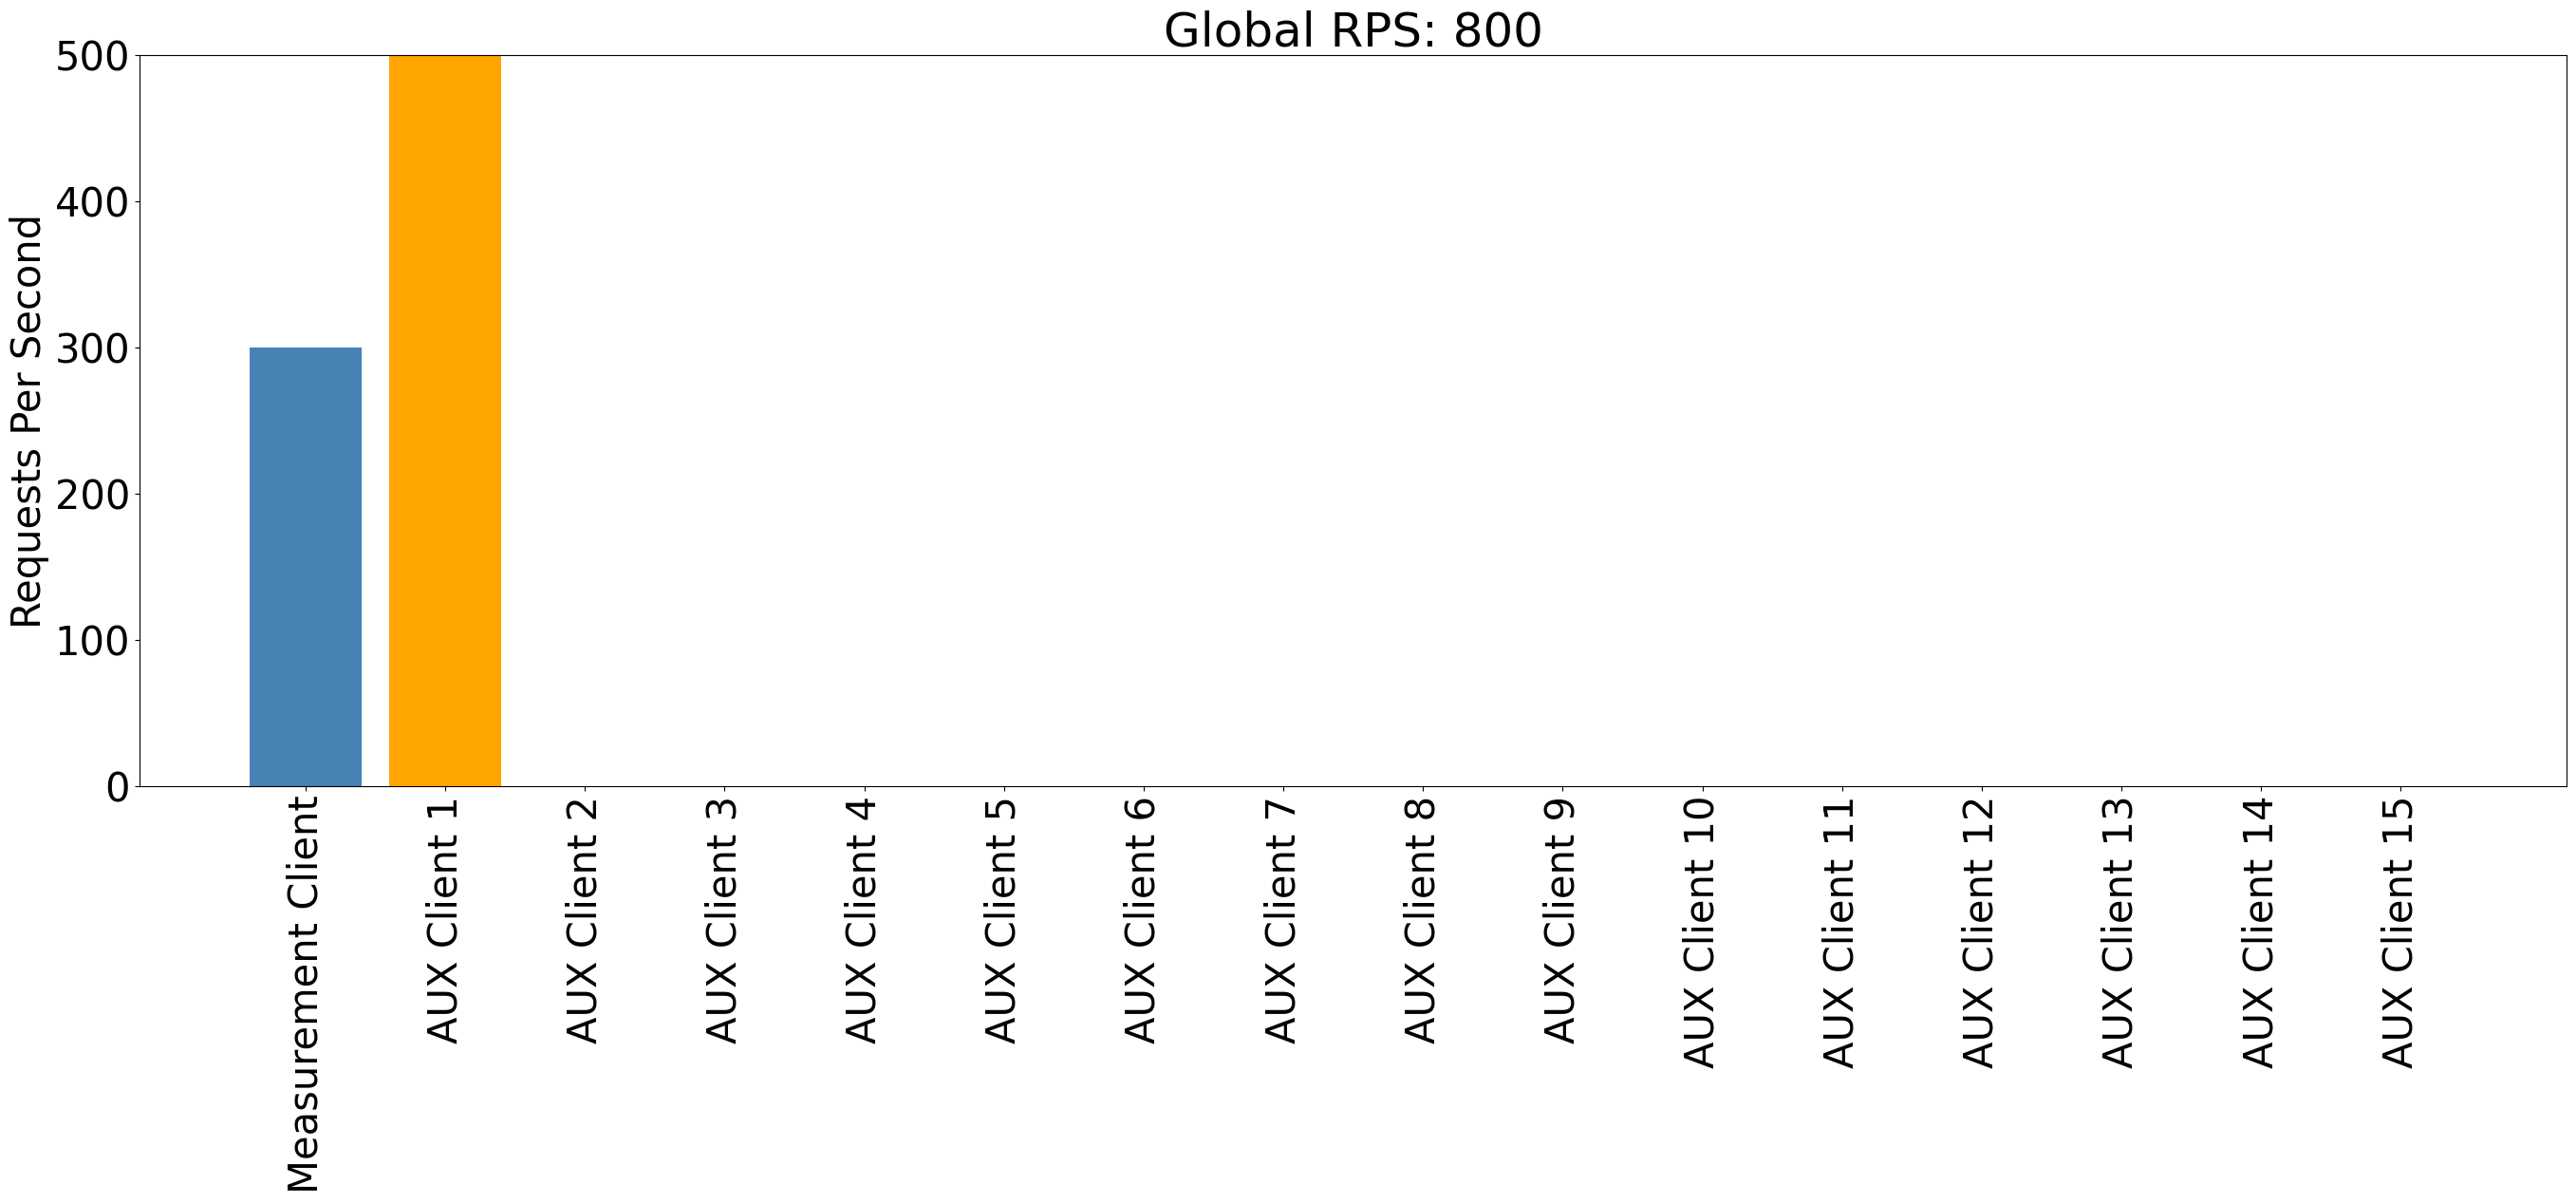 Global RPS: 800
Requests Per Second
500
400
300
200
100
0
Measurement Client
AUX Client 1
AUX Client 2
AUX Client 3
AUX Client 4
AUX Client 5
AUX Client 6
AUX Client 7
AUX Client 8
AUX Client 9
AUX Client 10
AUX Client 11
AUX Client 12
AUX Client 13
AUX Client 14
AUX Client 15